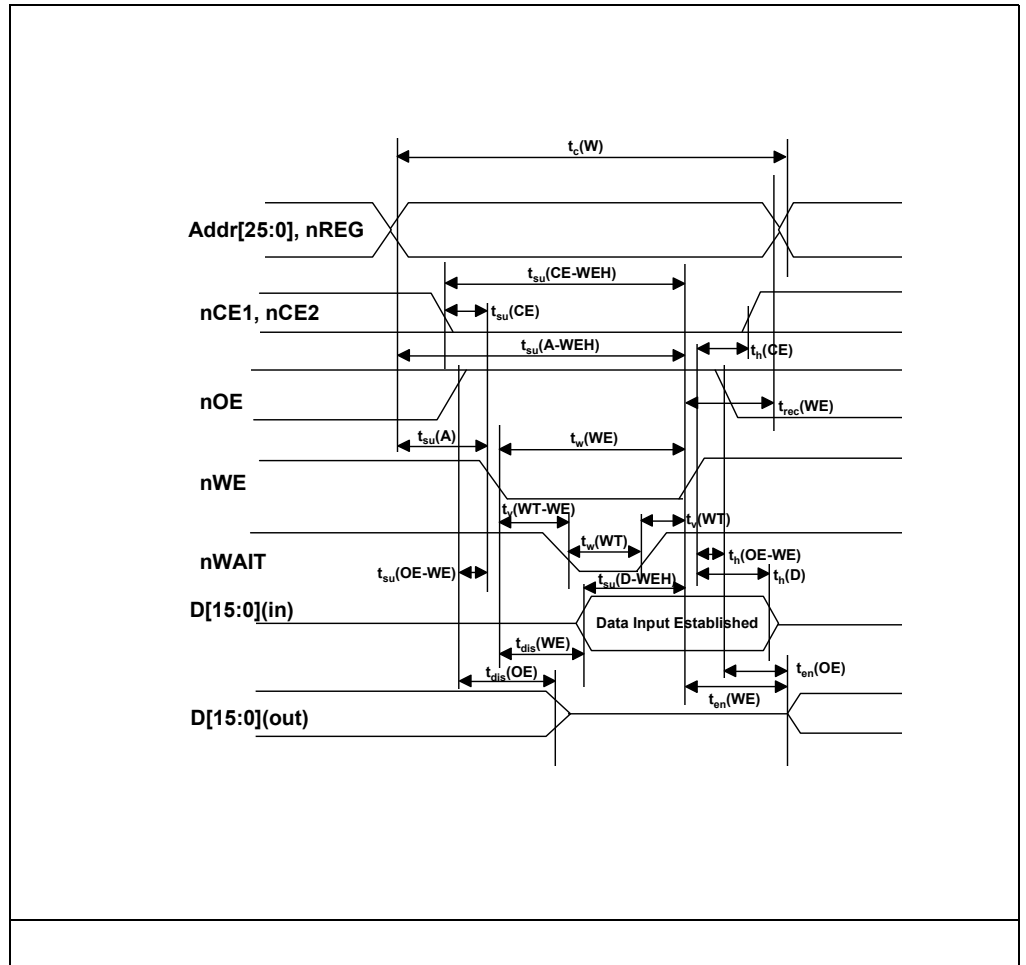 t_c(W)
Addr[25:0], nREG
t_su(CE-WEH)
nCE1, nCE2
t_su(CE)
t_su(A-WEH)
t_h(CE)
nOE
t_rec(WE)
t_su(A)
t_w(WE)
nWE
t_v(WT-WE)
t_v(WT)
t_w(WT)
nWAIT
t_h(OE-WE)
t_su(OE-WE)
t_su(D-WEH)
t_h(D)
D[15:0](in)
Data Input Established
t_dis(WE)
t_dis(OE)
t_en(OE)
t_en(WE)
D[15:0](out)